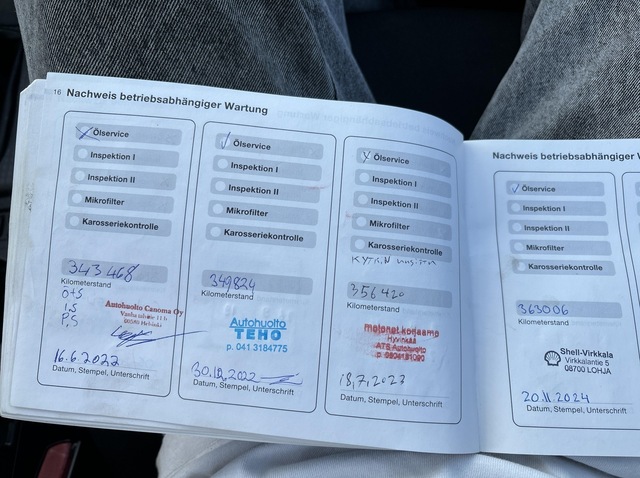 16 Nachweis betriebsabhängiger Wartung
Ölservice
Inspektion I
Inspektion II
Mikrofilter
Karosseriekontrolle
343468
Kilometerstand
Ö+S
I,S
P,S
Autohuolto Canoma Oy
00580 Helsinki
16.6.2022
Datum, Stempel, Unterschrift
Ölservice
Inspektion I
Inspektion II
Mikrofilter
Karosseriekontrolle
349824
Kilometerstand
Autohuolto
TEHO
p. 041 3184775
2022
Datum, Stempel, Unterschrift
Ölservice
Inspektion I
Inspektion II
Mikrofilter
Karosseriekontrolle
356420
Kilometerstand
Hyvinkää
ATS Autohuolto
18,7,2023
Datum, Stempel, Unterschrift
Nachweis betriebsabhängiger
Ölservice
Inspektion I
Inspektion II
Mikrofilter
Karosseriekontrolle
363006
Kilometerstand
Shell-Virkkala
Virkkalantie 5
08700 LOHJA
20.11.2024
Datum, Stempel, Unterschrift